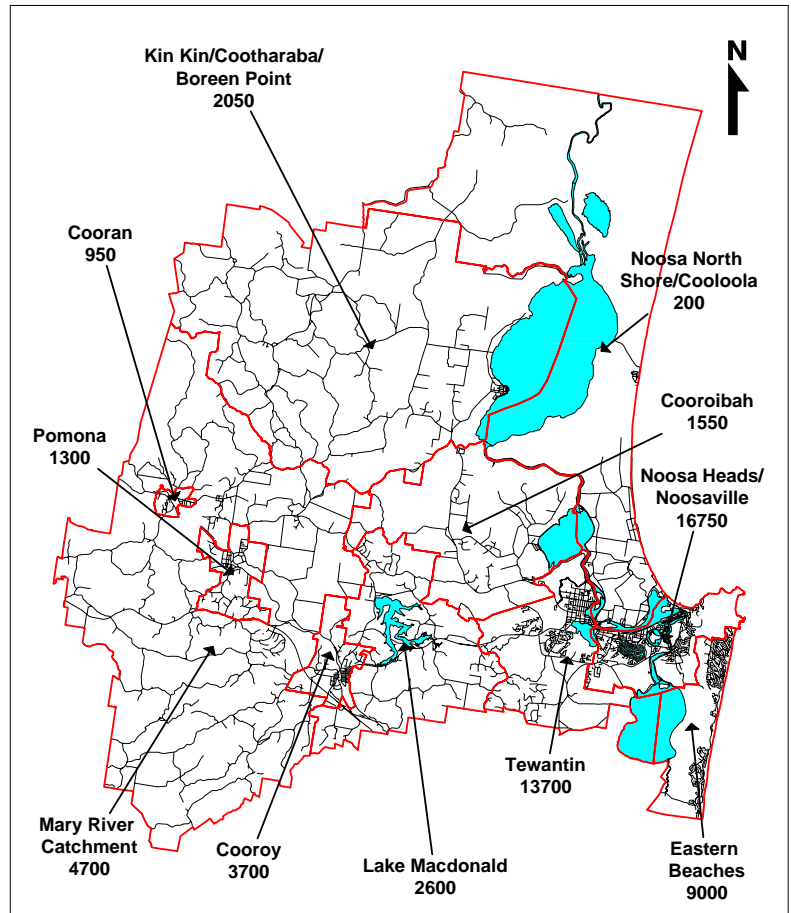 Kin Kin/Cootharaba/
Boreen Point
2050
N
Cooran
950
Noosa North
Shore/Cooloola
200
Cooroibah
1550
Pomona
1300
Noosa Heads/
Noosaville
16750
Tewantin
13700
Mary River
Catchment
4700
Cooroy
3700
Lake Macdonald
2600
Eastern
Beaches
9000